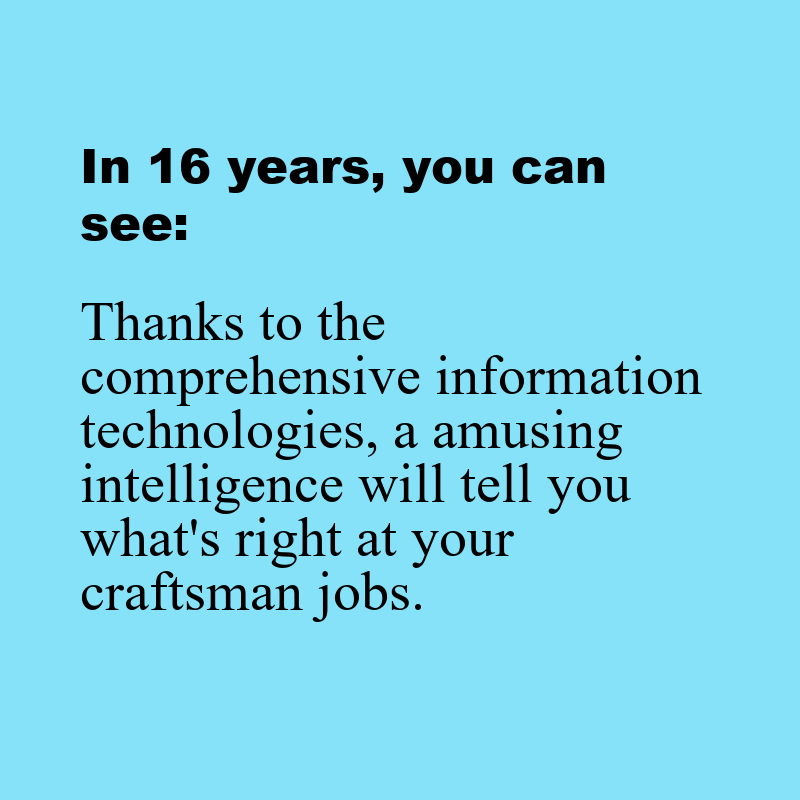 In 16 years, you can
see:
Thanks to the
comprehensive information
technologies, a amusing
intelligence will tell you
what's right at your
craftsman jobs.